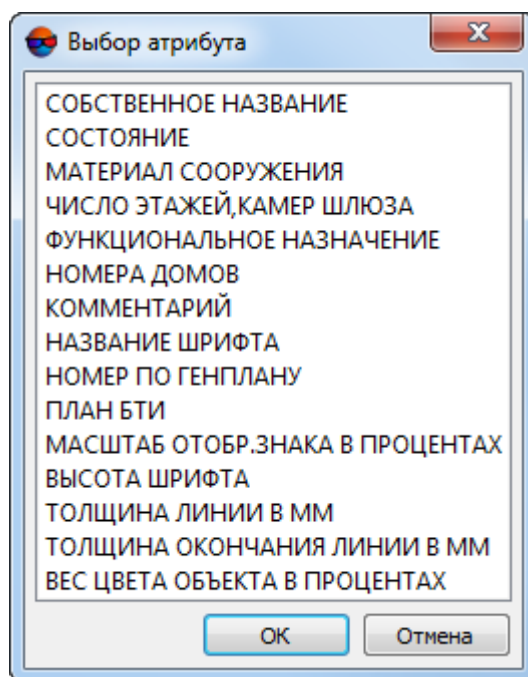 Выбор атрибута
СОБСТВЕННОЕ НАЗВАНИЕ
СОСТОЯНИЕ
МАТЕРИАЛ СООРУЖЕНИЯ
ЧИСЛО ЭТАЖЕЙ,КАМЕР ШЛЮЗА
ФУНКЦИОНАЛЬНОЕ НАЗНАЧЕНИЕ
НОМЕРА ДОМОВ
КОММЕНТАРИЙ
НАЗВАНИЕ ШРИФТА
НОМЕР ПО ГЕНПЛАНУ
ПЛАН БТИ
МАСШТАБ ОТОБР.ЗНАКА В ПРОЦЕНТАХ
ВЫСОТА ШРИФТА
ТОЛЩИНА ЛИНИИ В ММ
ТОЛЩИНА ОКОНЧАНИЯ ЛИНИИ В ММ
ВЕС ЦВЕТА ОБЪЕКТА В ПРОЦЕНТАХ
ОК Отмена